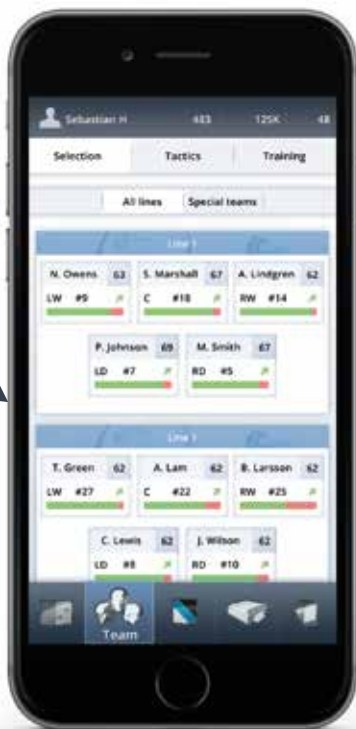 Sebastian H 483 125K 48
Selection Tactics Training
All lines Special teams
Line 1
N. Owens 63 S. Marshall 67 A. Lindgren 62
LW #9 C #18 RW #14
P. Johnson 69 M. Smith 67
LD #7 RD #5
Line 1
T. Green 62 A. Lam 62 B. Larsson 62
LW #27 C #22 RW #25
C. Lewis 62 J. Wilson 62
LD #8 RD #10
Team